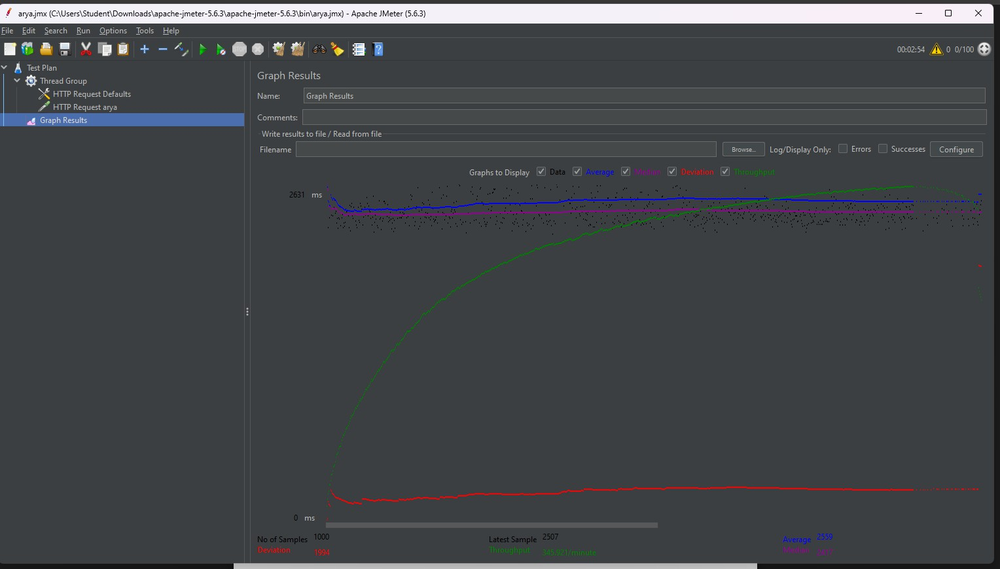 arya.jmx (C:\Users\Student\Downloads\apache-jmeter-5.6.3\apache-jmeter-5.6.3\bin\arya.jmx) - Apache JMeter (5.6.3)
File Edit Search Run Options Tools Help
00:02:54 0 0/100
Test Plan
Thread Group
HTTP Request Defaults
HTTP Request arya
Graph Results
Graph Results
Name: Graph Results
Comments:
Write results to file / Read from file
Filename Browse... Log/Display Only: Errors Successes Configure
Graphs to Display Data Average Median Deviation Throughput
2631 ms
0 ms
No of Samples 1000 Latest Sample 2507 Average 2559
Deviation 1994 Throughput 345.921/minute Median